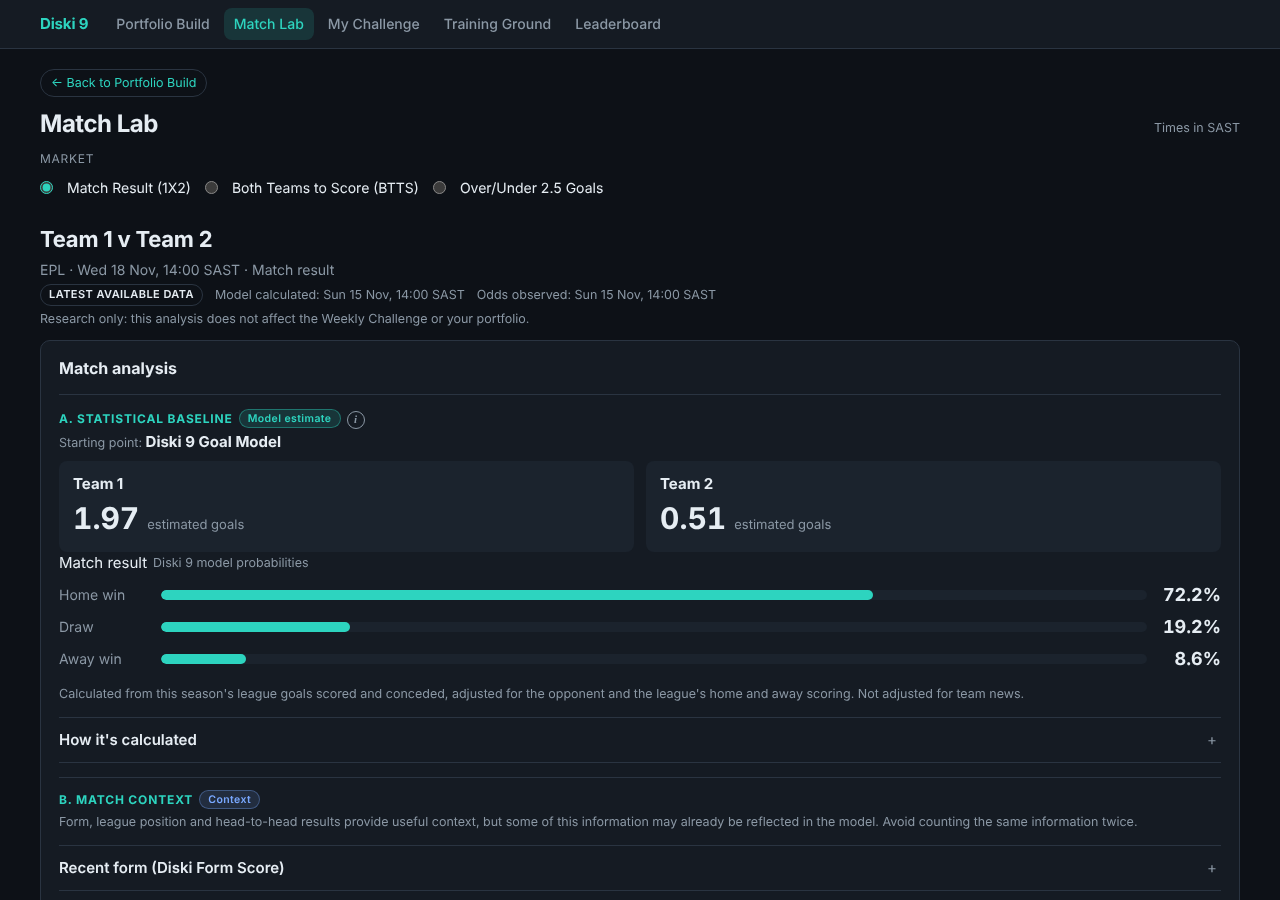 Diski 9 Portfolio Build Match Lab My Challenge Training Ground Leaderboard
← Back to Portfolio Build
Match Lab
Times in SAST
MARKET
Match Result (1X2) Both Teams to Score (BTTS) Over/Under 2.5 Goals
Team 1 v Team 2
EPL · Wed 18 Nov, 14:00 SAST · Match result
LATEST AVAILABLE DATA Model calculated: Sun 15 Nov, 14:00 SAST Odds observed: Sun 15 Nov, 14:00 SAST
Research only: this analysis does not affect the Weekly Challenge or your portfolio.
Match analysis
A. STATISTICAL BASELINE Model estimate i
Starting point: Diski 9 Goal Model
Team 1
1.97 estimated goals
Team 2
0.51 estimated goals
Match result Diski 9 model probabilities
Home win 72.2%
Draw 19.2%
Away win 8.6%
Calculated from this season's league goals scored and conceded, adjusted for the opponent and the league's home and away scoring. Not adjusted for team news.
How it's calculated +
B. MATCH CONTEXT Context
Form, league position and head-to-head results provide useful context, but some of this information may already be reflected in the model. Avoid counting the same information twice.
Recent form (Diski Form Score) +